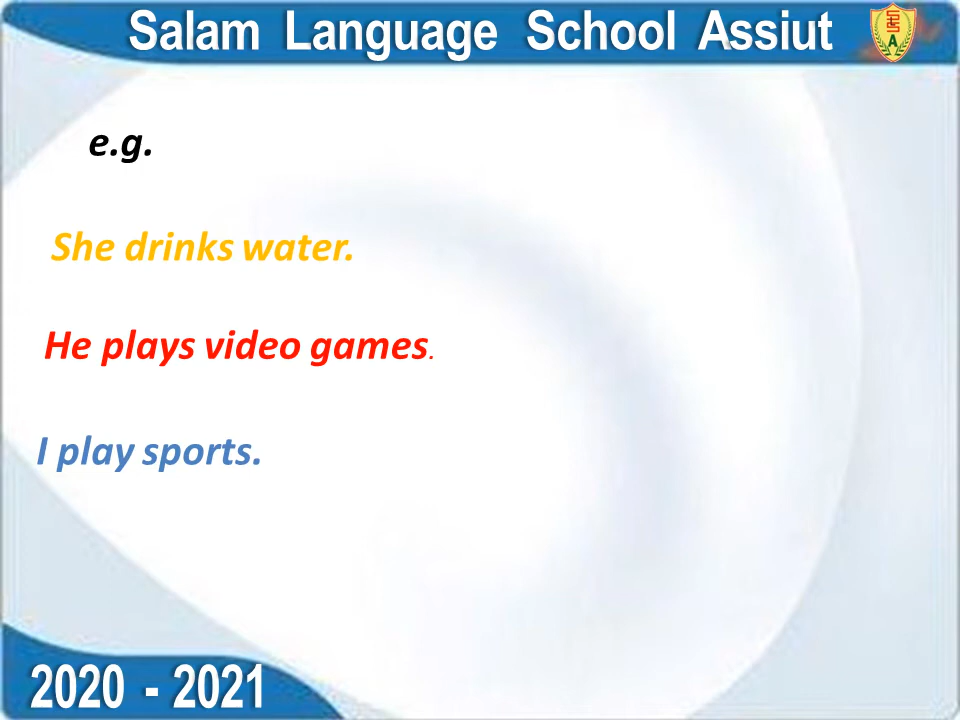 Salam Language School Assiut
e.g.
She drinks water.
He plays video games.
I play sports.
2020 - 2021